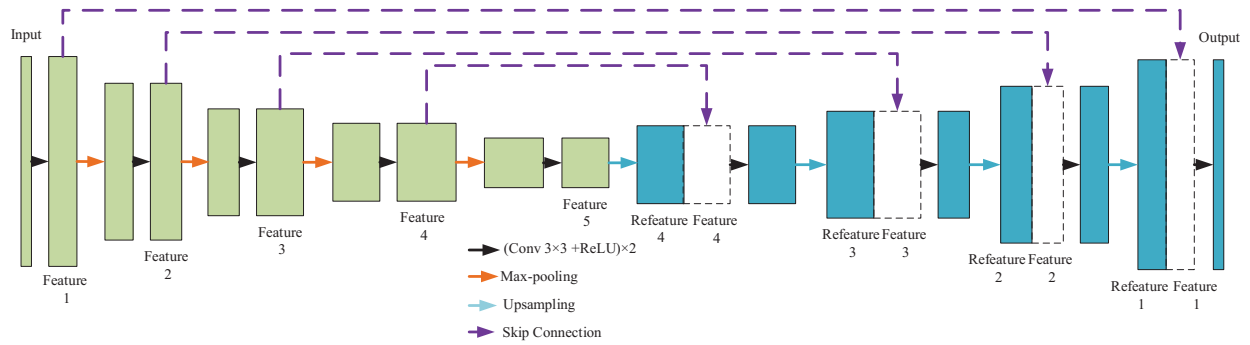 Input
Output
Feature
1
Feature
2
Feature
3
Feature
4
Feature
5
Refeature
4
Feature
4
Refeature
3
Feature
3
Refeature
2
Feature
2
Refeature
1
Feature
1
(Conv 3×3 +ReLU)×2
Max-pooling
Upsampling
Skip Connection